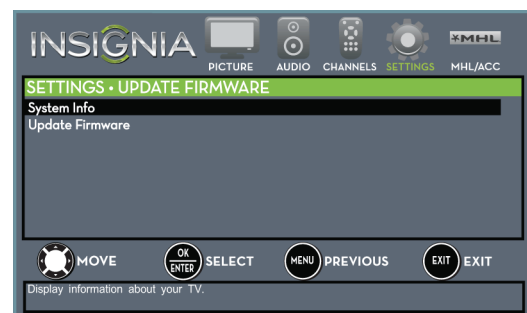 INSIGNIA
PICTURE AUDIO CHANNELS SETTINGS MHL MHL/ACC
SETTINGS • UPDATE FIRMWARE
System Info
Update Firmware
MOVE OK ENTER SELECT MENU PREVIOUS EXIT EXIT
Display information about your TV.